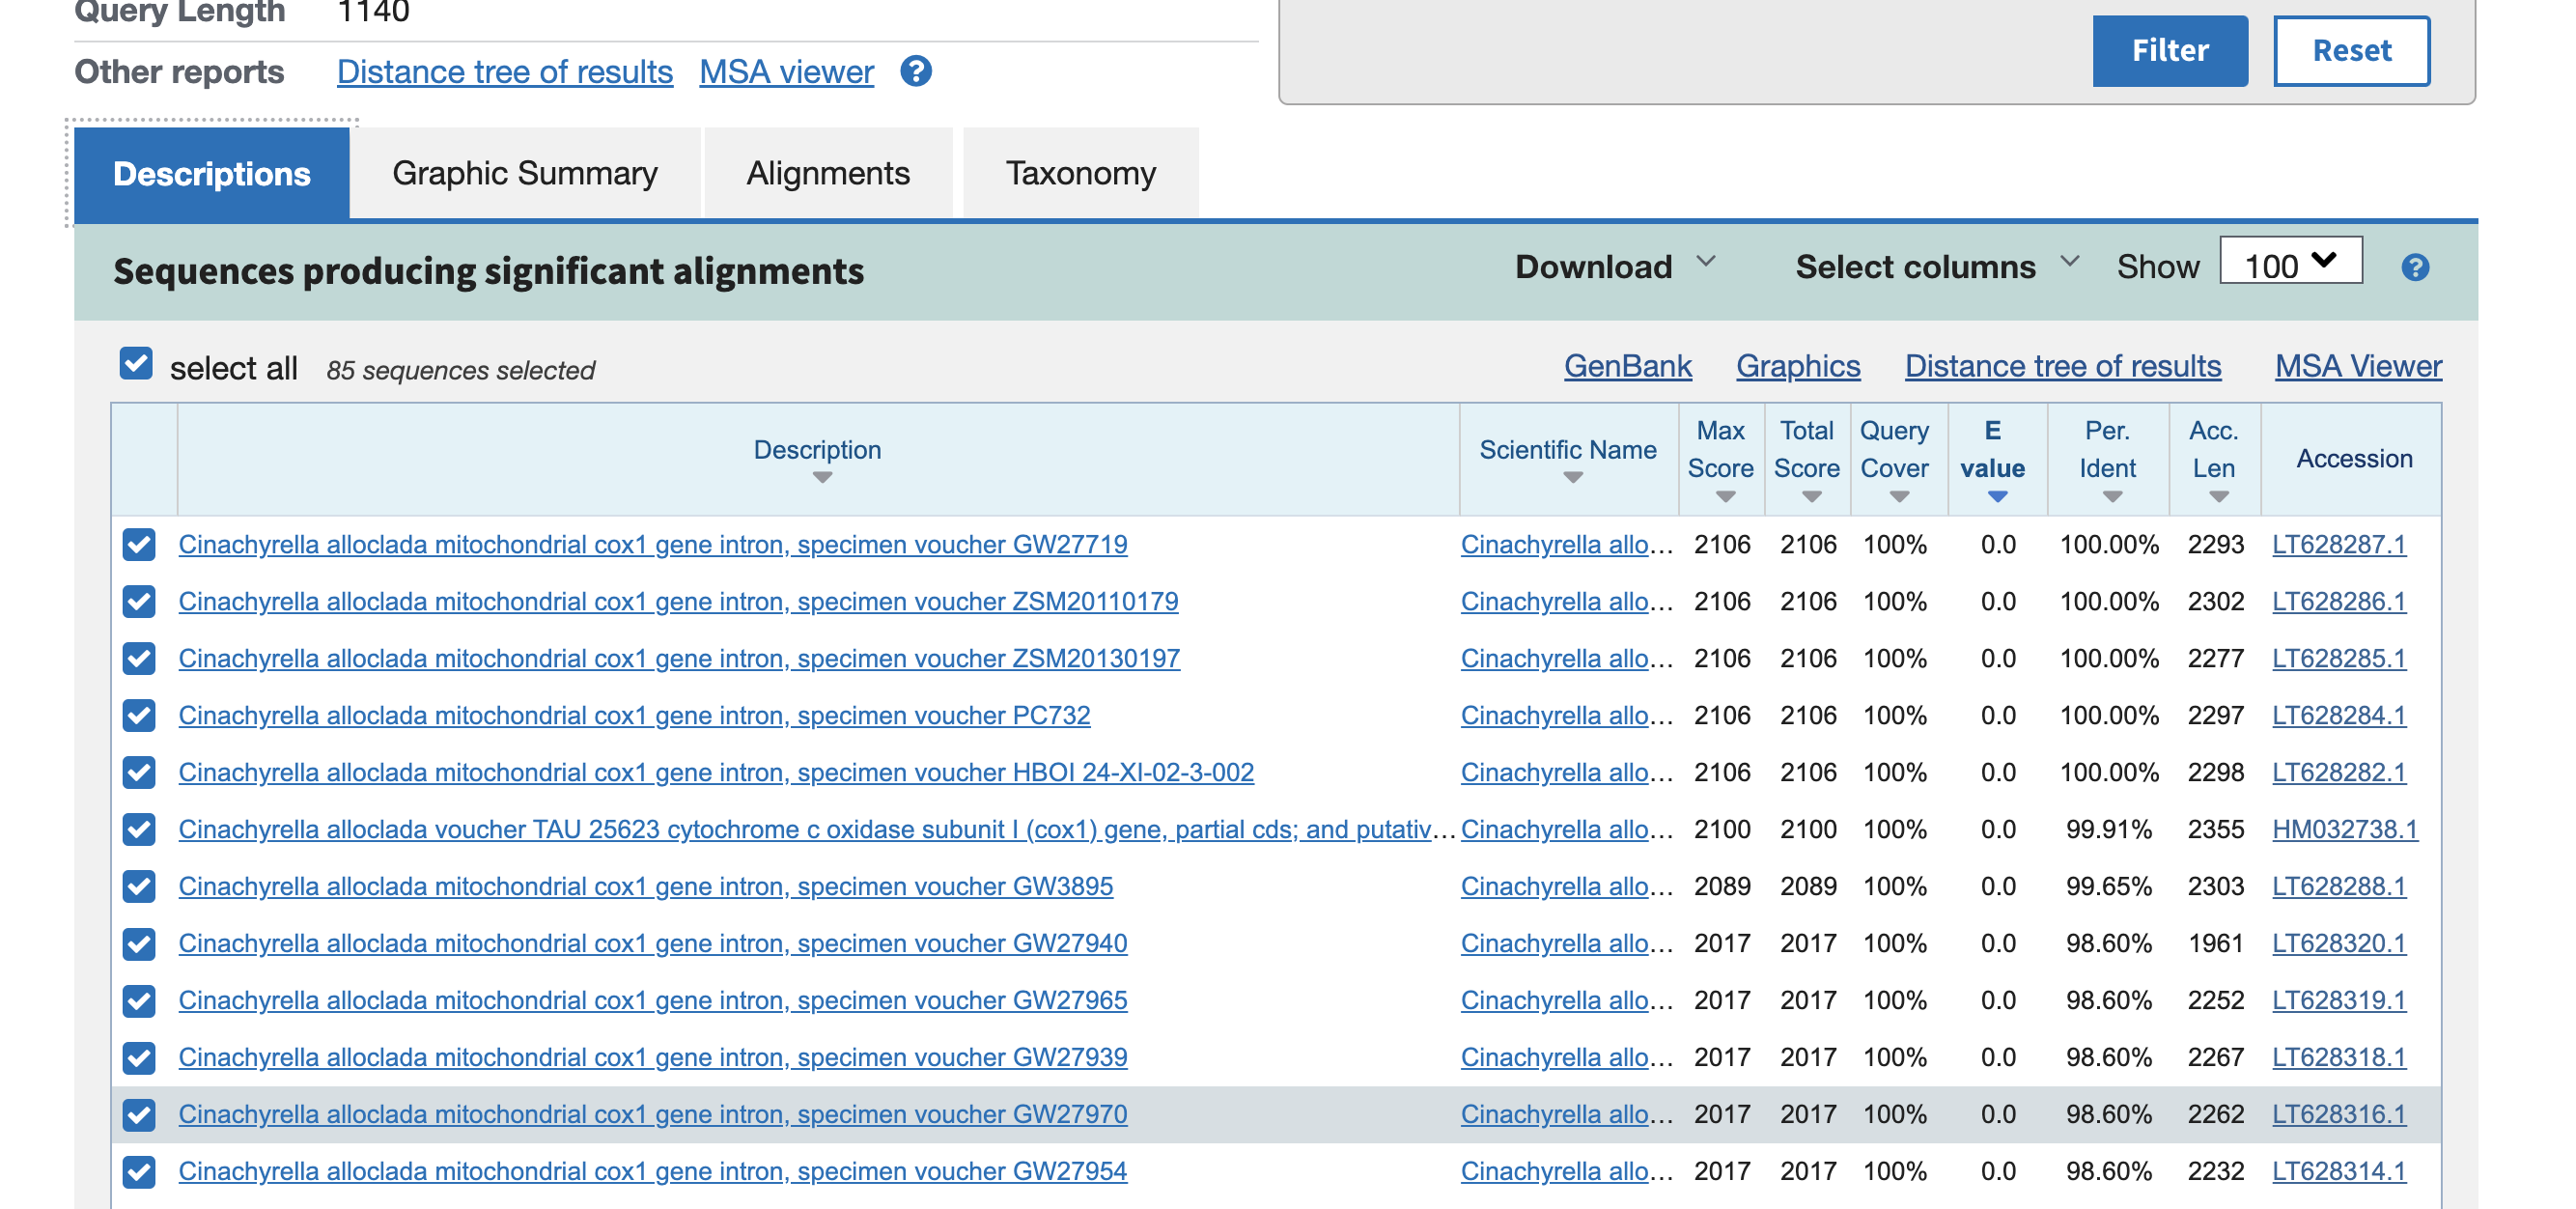 Query Length 1140
Other reports Distance tree of results MSA viewer ?
Filter Reset
Descriptions Graphic Summary Alignments Taxonomy
Sequences producing significant alignments Download Select columns Show 100 ?
select all 85 sequences selected GenBank Graphics Distance tree of results MSA Viewer
Description Scientific Name Max Score Total Score Query Cover E value Per. Ident Acc. Len Accession
Cinachyrella alloclada mitochondrial cox1 gene intron, specimen voucher GW27719 Cinachyrella allo... 2106 2106 100% 0.0 100.00% 2293 LT628287.1
Cinachyrella alloclada mitochondrial cox1 gene intron, specimen voucher ZSM20110179 Cinachyrella allo... 2106 2106 100% 0.0 100.00% 2302 LT628286.1
Cinachyrella alloclada mitochondrial cox1 gene intron, specimen voucher ZSM20130197 Cinachyrella allo... 2106 2106 100% 0.0 100.00% 2277 LT628285.1
Cinachyrella alloclada mitochondrial cox1 gene intron, specimen voucher PC732 Cinachyrella allo... 2106 2106 100% 0.0 100.00% 2297 LT628284.1
Cinachyrella alloclada mitochondrial cox1 gene intron, specimen voucher HBOI 24-XI-02-3-002 Cinachyrella allo... 2106 2106 100% 0.0 100.00% 2298 LT628282.1
Cinachyrella alloclada voucher TAU 25623 cytochrome c oxidase subunit I (cox1) gene, partial cds; and putativ... Cinachyrella allo... 2100 2100 100% 0.0 99.91% 2355 HM032738.1
Cinachyrella alloclada mitochondrial cox1 gene intron, specimen voucher GW3895 Cinachyrella allo... 2089 2089 100% 0.0 99.65% 2303 LT628288.1
Cinachyrella alloclada mitochondrial cox1 gene intron, specimen voucher GW27940 Cinachyrella allo... 2017 2017 100% 0.0 98.60% 1961 LT628320.1
Cinachyrella alloclada mitochondrial cox1 gene intron, specimen voucher GW27965 Cinachyrella allo... 2017 2017 100% 0.0 98.60% 2252 LT628319.1
Cinachyrella alloclada mitochondrial cox1 gene intron, specimen voucher GW27939 Cinachyrella allo... 2017 2017 100% 0.0 98.60% 2267 LT628318.1
Cinachyrella alloclada mitochondrial cox1 gene intron, specimen voucher GW27970 Cinachyrella allo... 2017 2017 100% 0.0 98.60% 2262 LT628316.1
Cinachyrella alloclada mitochondrial cox1 gene intron, specimen voucher GW27954 Cinachyrella allo... 2017 2017 100% 0.0 98.60% 2232 LT628314.1